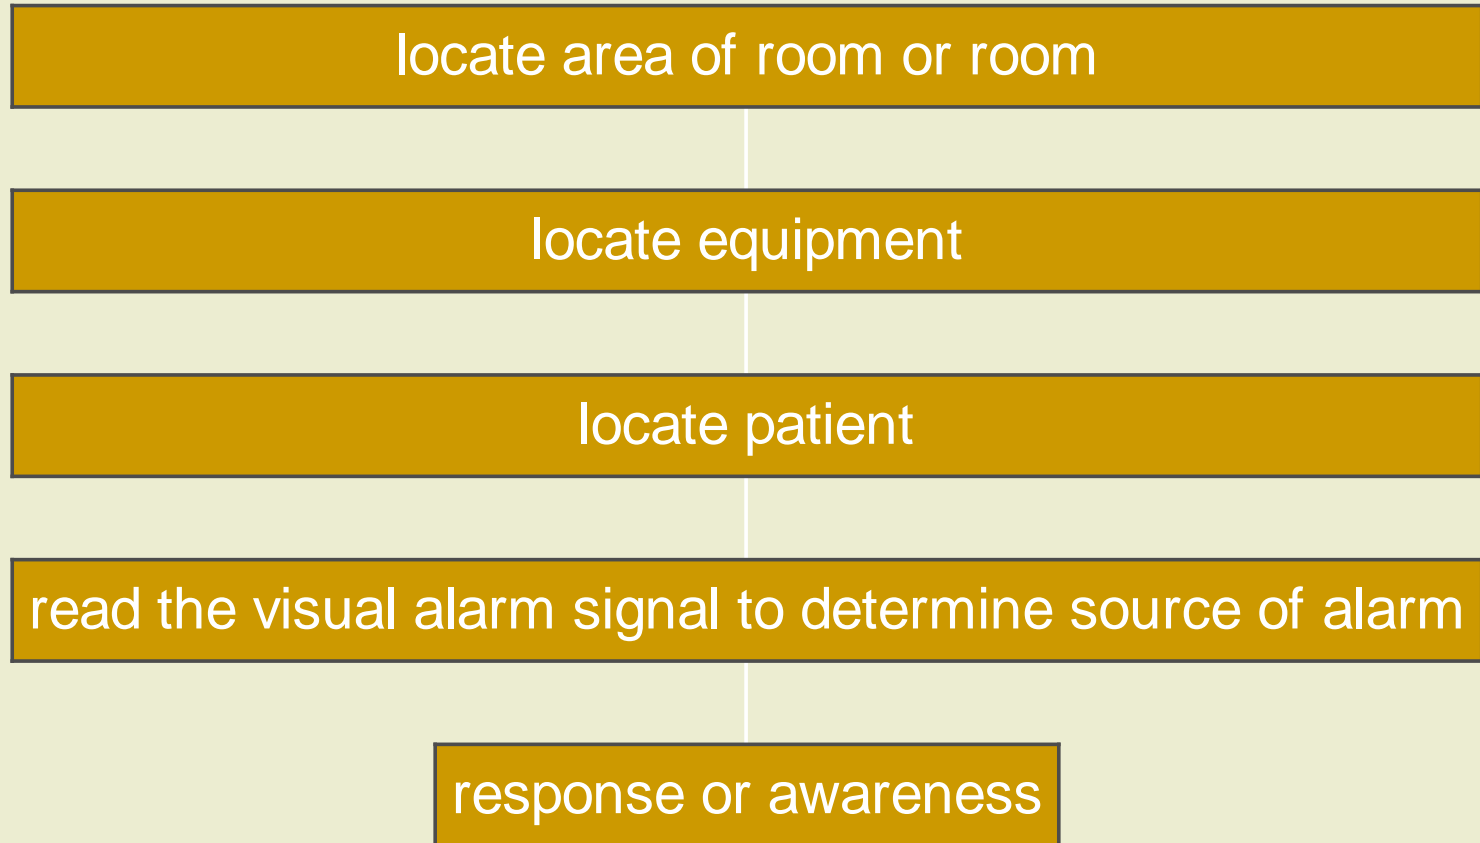 locate area of room or room
locate equipment
locate patient
read the visual alarm signal to determine source of alarm
response or awareness